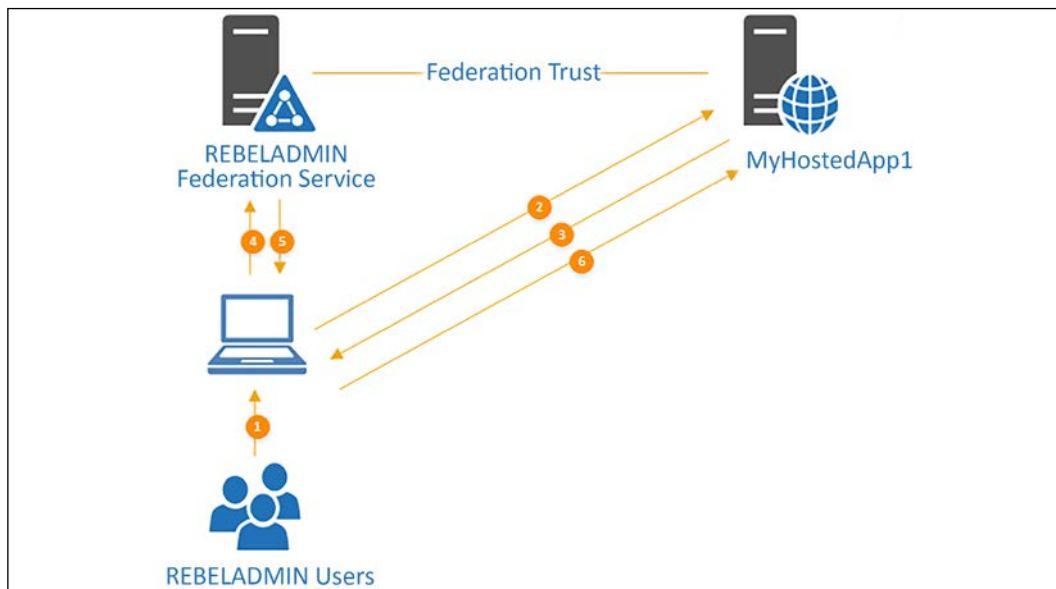 Federation Trust
REBELADMIN
Federation Service
MyHostedApp1
2
3
4
5
6
1
REBELADMIN Users